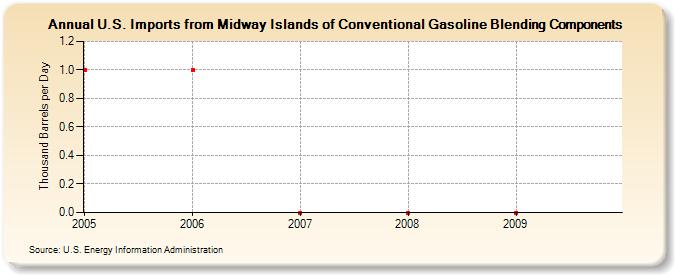 Annual U.S. Imports from Midway Islands of Conventional Gasoline Blending Components
Thousand Barrels per Day
1.2
1.0
0.8
0.6
0.4
0.2
0.0
2005 2006 2007 2008 2009
Source: U.S. Energy Information Administration